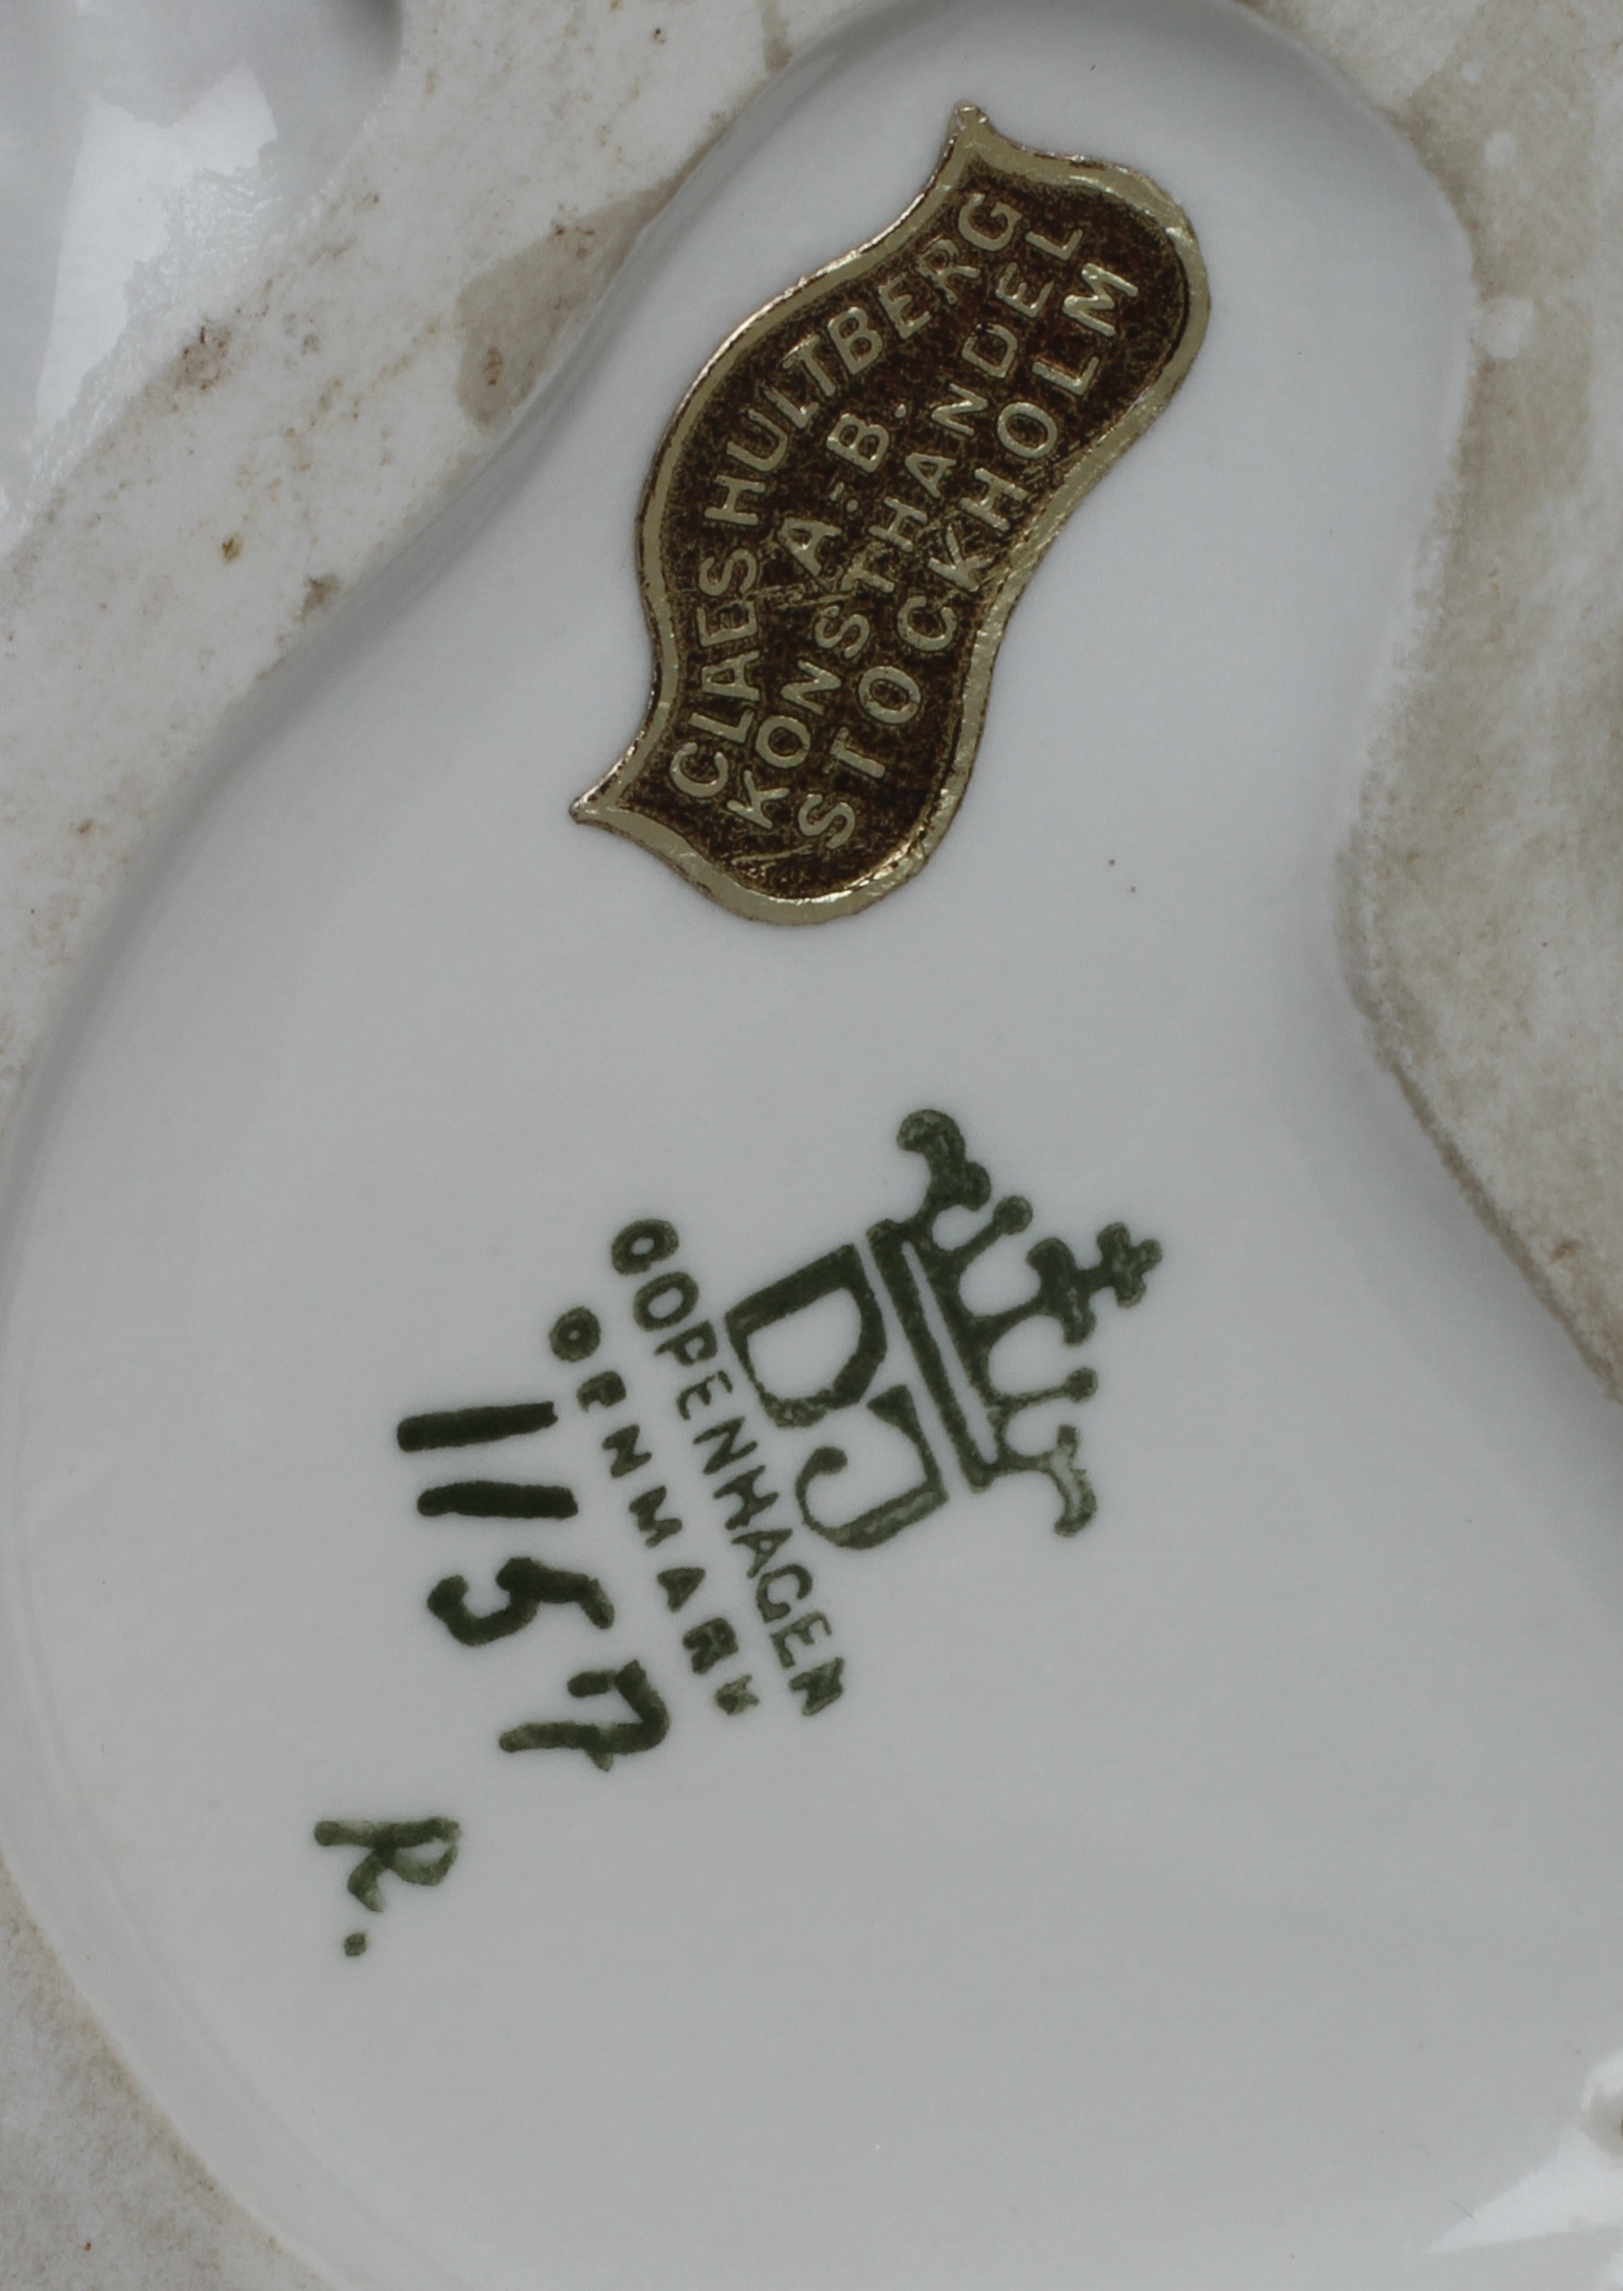 CLAES HULTBERG
A.-B.
KONSTHANDEL
STOCKHOLM
DJ
COPENHAGEN
DENMARK
1157
R.